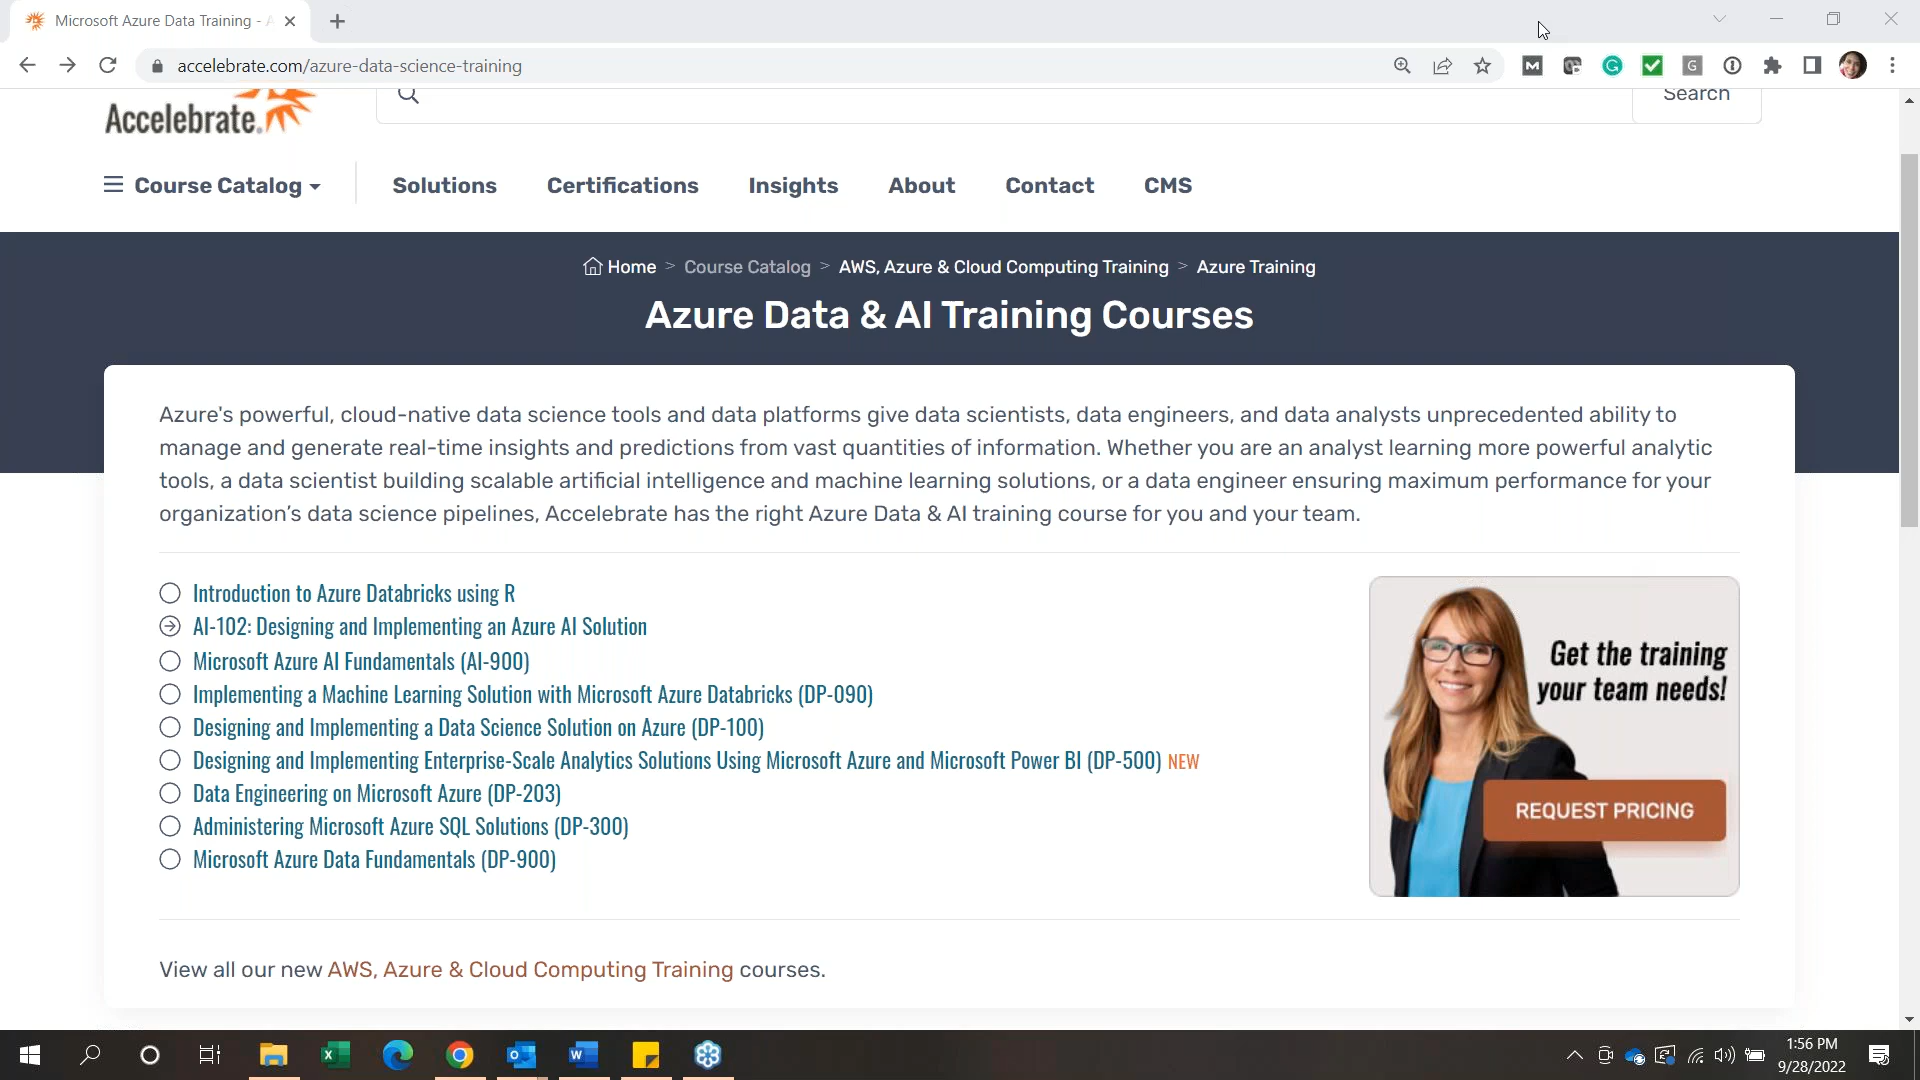 Microsoft Azure Data Training - A
accelebrate.com/azure-data-science-training
Accelebrate.
Search
Course Catalog
Solutions
Certifications
Insights
About
Contact
CMS
Home > Course Catalog > AWS, Azure & Cloud Computing Training > Azure Training
Azure Data & AI Training Courses
Azure's powerful, cloud-native data science tools and data platforms give data scientists, data engineers, and data analysts unprecedented ability to
manage and generate real-time insights and predictions from vast quantities of information. Whether you are an analyst learning more powerful analytic
tools, a data scientist building scalable artificial intelligence and machine learning solutions, or a data engineer ensuring maximum performance for your
organization’s data science pipelines, Accelebrate has the right Azure Data & AI training course for you and your team.
Introduction to Azure Databricks using R
AI-102: Designing and Implementing an Azure AI Solution
Microsoft Azure AI Fundamentals (AI-900)
Implementing a Machine Learning Solution with Microsoft Azure Databricks (DP-090)
Designing and Implementing a Data Science Solution on Azure (DP-100)
Designing and Implementing Enterprise-Scale Analytics Solutions Using Microsoft Azure and Microsoft Power BI (DP-500) NEW
Data Engineering on Microsoft Azure (DP-203)
Administering Microsoft Azure SQL Solutions (DP-300)
Microsoft Azure Data Fundamentals (DP-900)
Get the training
your team needs!
REQUEST PRICING
View all our new AWS, Azure & Cloud Computing Training courses.
1:56 PM
9/28/2022